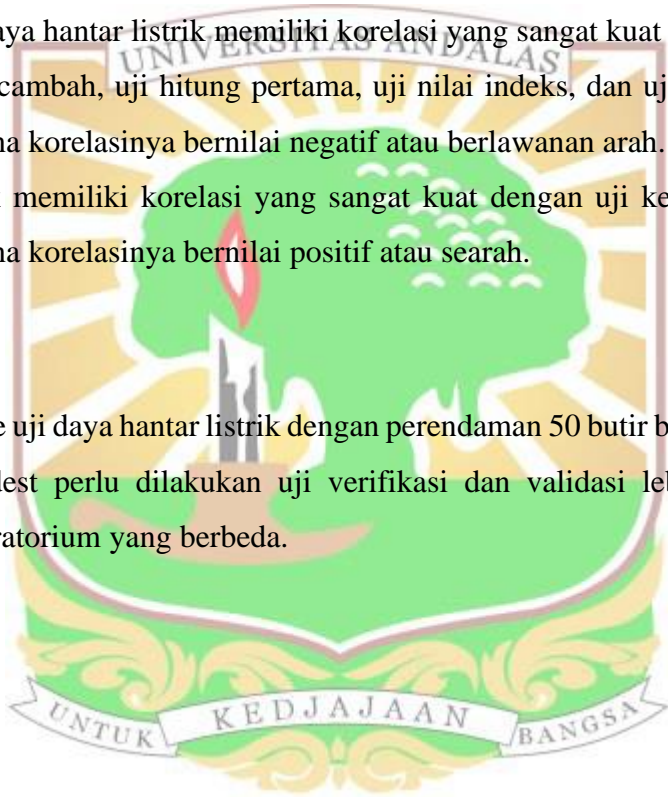 aya hantar listrik memiliki korelasi yang sangat kuat
UNIVERSITAS ANDALAS
cambah, uji hitung pertama, uji nilai indeks, dan uj
na korelasinya bernilai negatif atau berlawanan arah.
memiliki korelasi yang sangat kuat dengan uji ke
na korelasinya bernilai positif atau searah.
e uji daya hantar listrik dengan perendaman 50 butir b
dest perlu dilakukan uji verifikasi dan validasi le
ratorium yang berbeda.
UNTUK KEDJAJAAN BANGSA